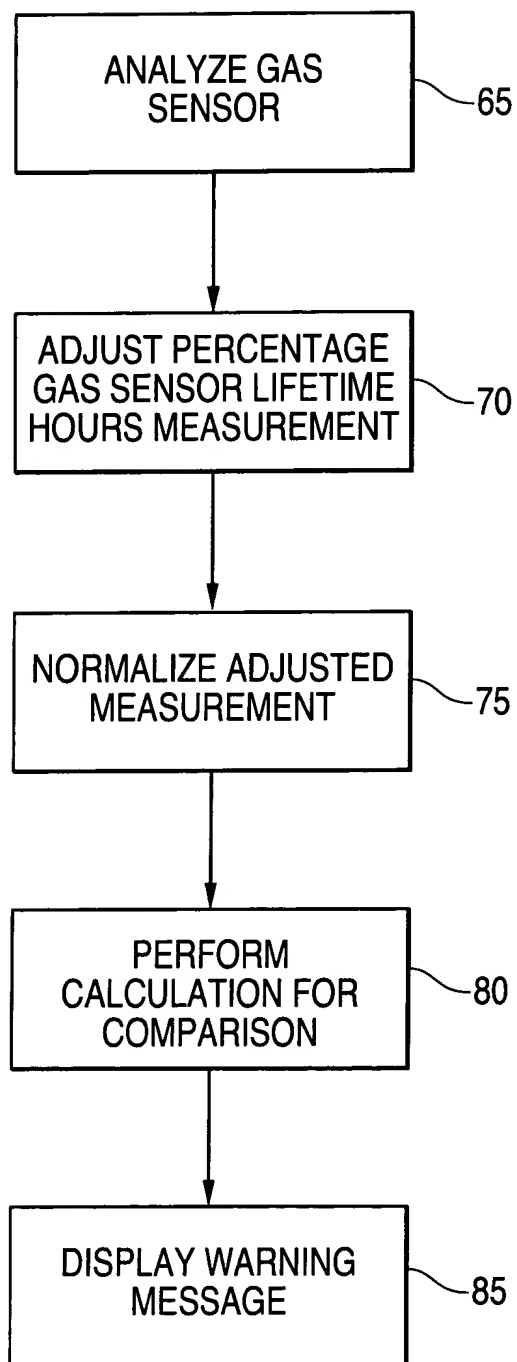 ANALYZE GAS
SENSOR
65
ADJUST PERCENTAGE
GAS SENSOR LIFETIME
HOURS MEASUREMENT
70
NORMALIZE ADJUSTED
MEASUREMENT
75
PERFORM
CALCULATION FOR
COMPARISON
80
DISPLAY WARNING
MESSAGE
85